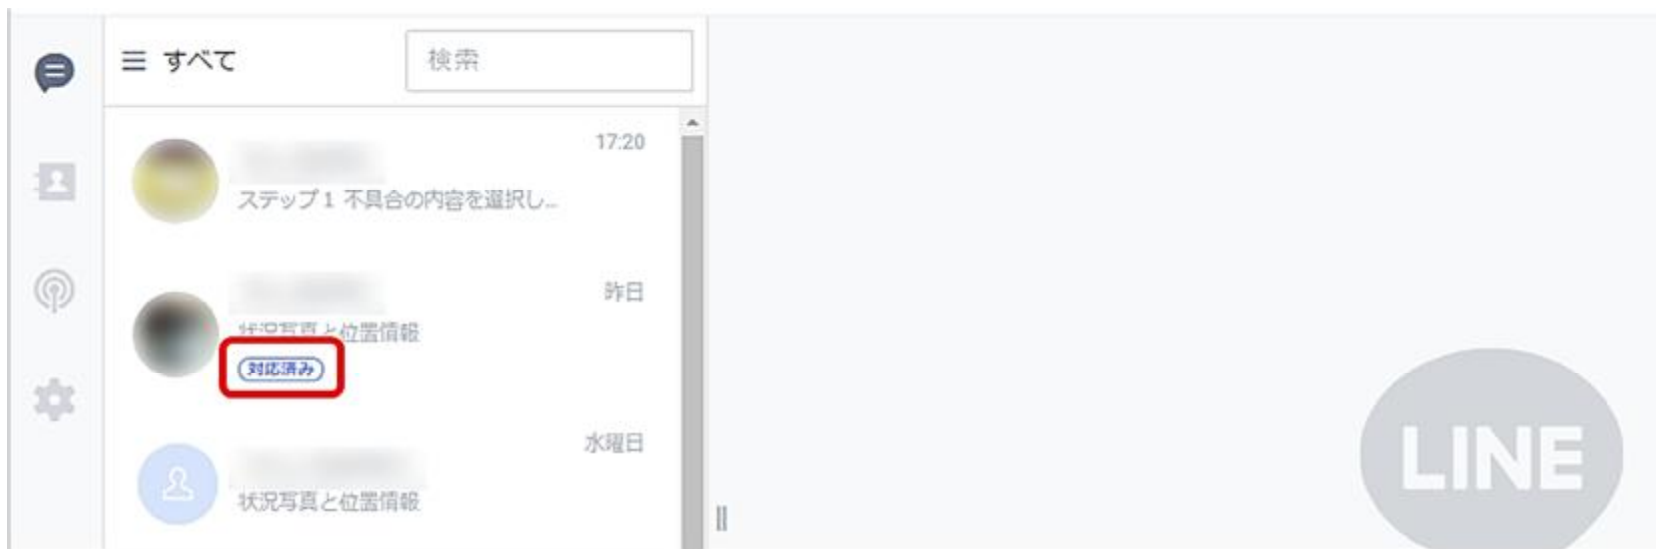 すべて
検索
17:20
ステップ1 不具合の内容を選択し...
昨日
状況写真と位置情報
対応済み
水曜日
状況写真と位置情報
LINE